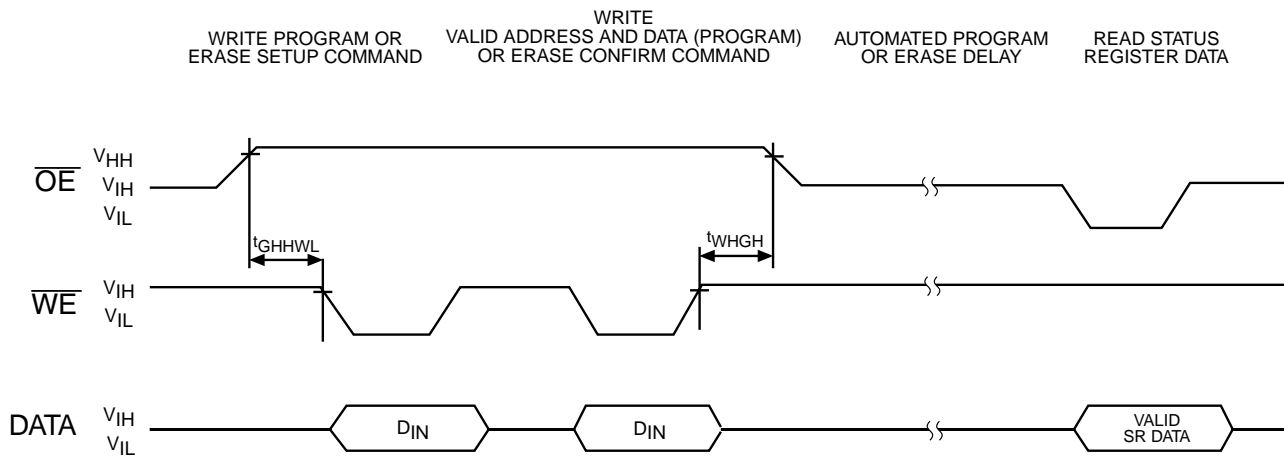 WRITE PROGRAM OR
ERASE SETUP COMMAND
WRITE
VALID ADDRESS AND DATA (PROGRAM)
OR ERASE CONFIRM COMMAND
AUTOMATED PROGRAM
OR ERASE DELAY
READ STATUS
REGISTER DATA
OE
VHH
VIH
VIL
tGHHWL
tWHGH
WE
VIH
VIL
DATA
VIH
VIL
DIN
DIN
VALID
SR DATA